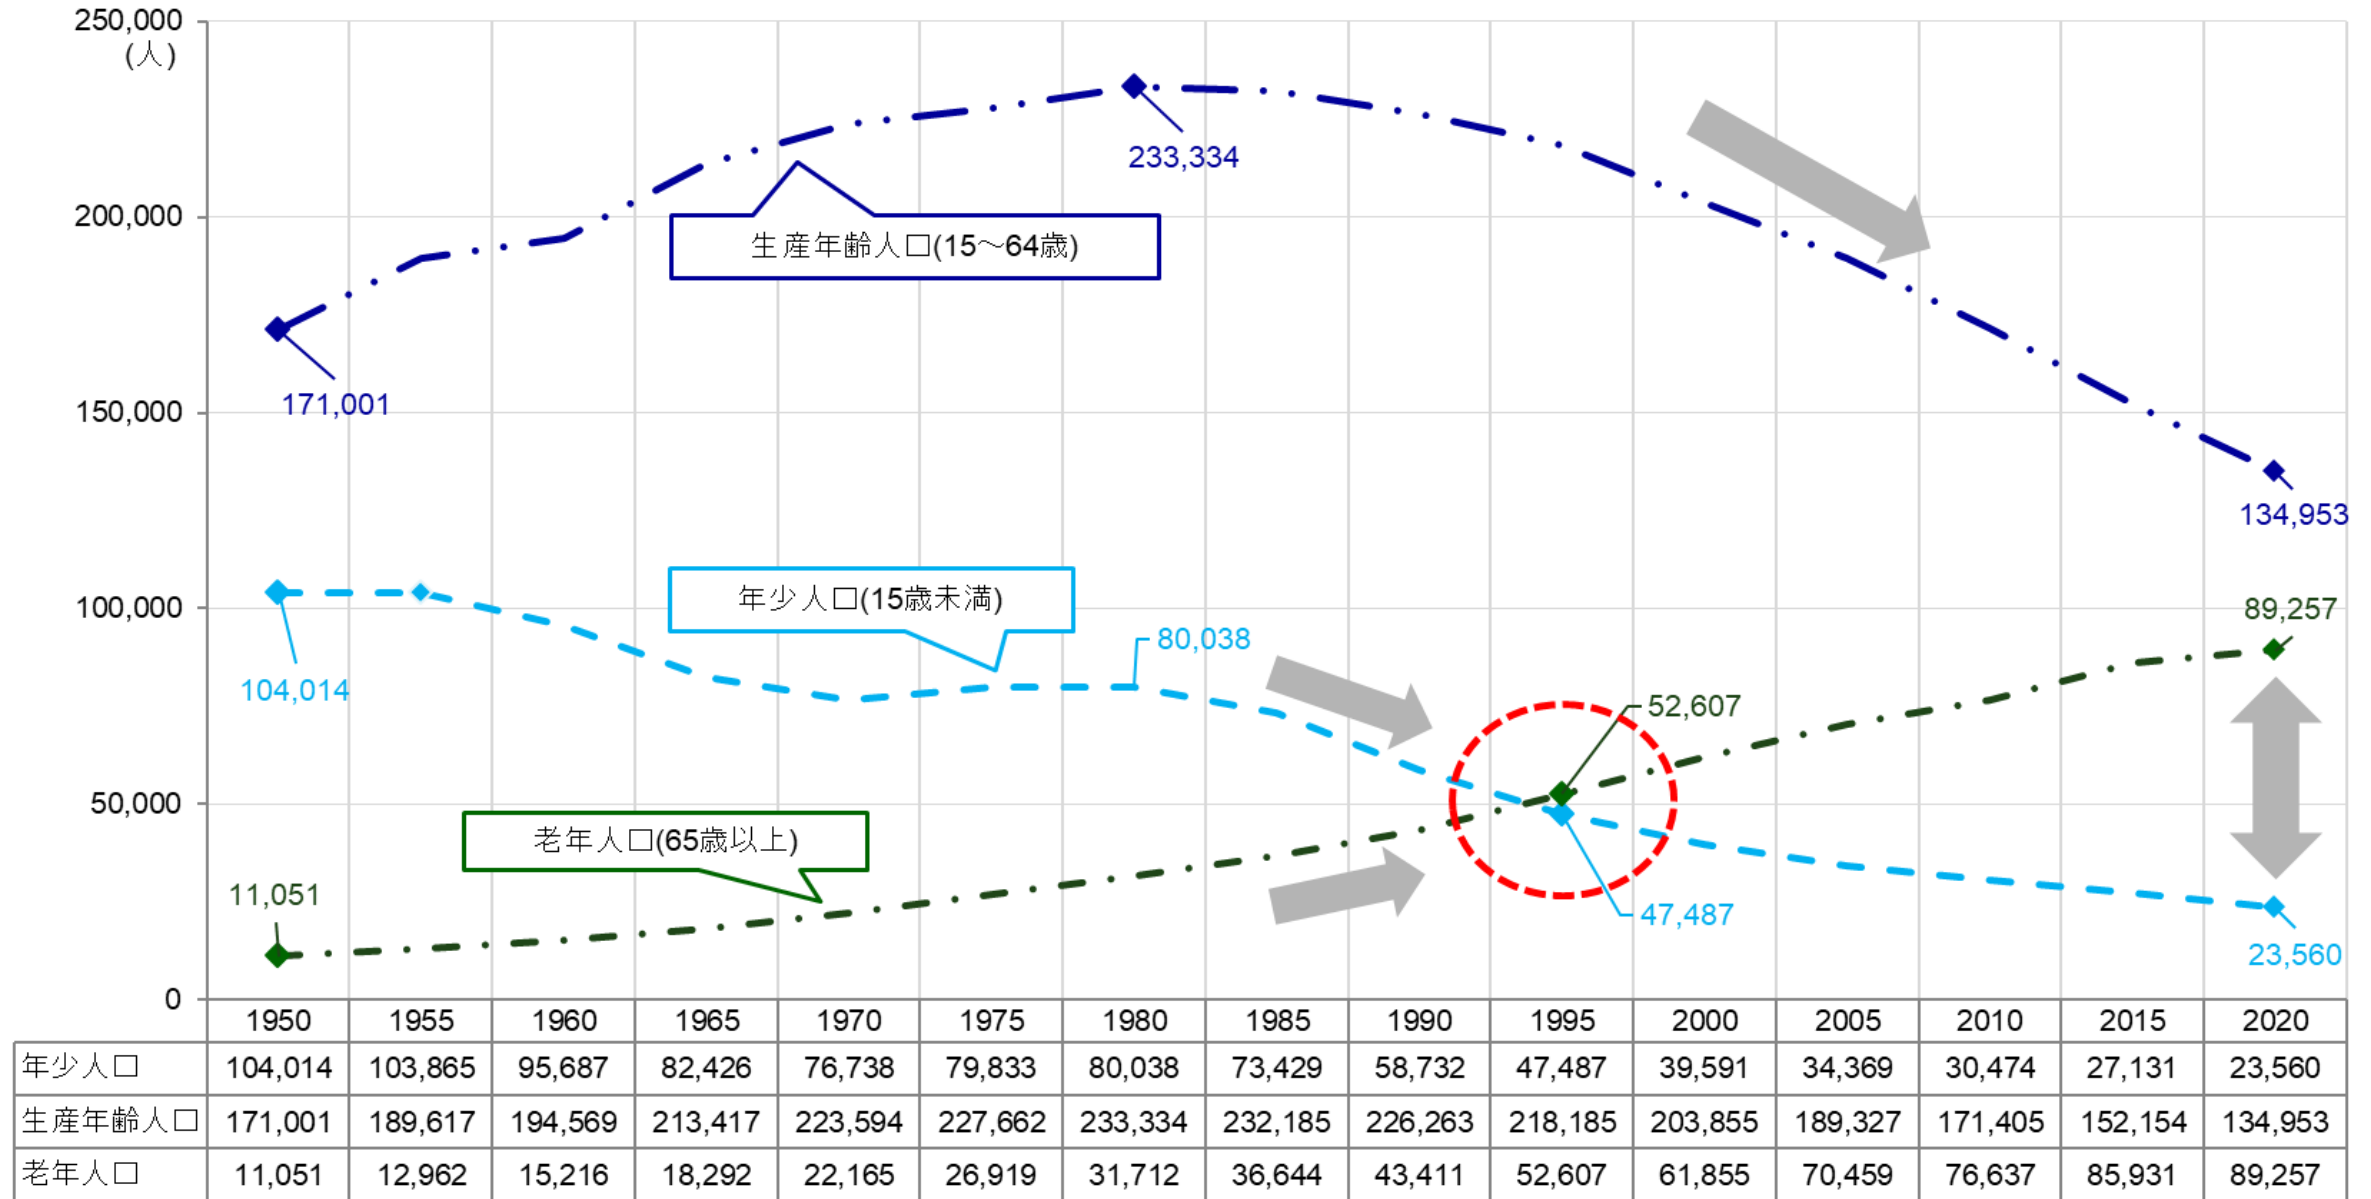 250,000
(人)
233,334
200,000
生産年齢人口(15～64歳)
171,001
150,000
134,953
年少人口(15歳未満)
100,000
89,257
80,038
104,014
52,607
50,000
老年人口(65歳以上)
11,051
47,487
23,560
0
1950 1955 1960 1965 1970 1975 1980 1985 1990 1995 2000 2005 2010 2015 2020
年少人口 104,014 103,865 95,687 82,426 76,738 79,833 80,038 73,429 58,732 47,487 39,591 34,369 30,474 27,131 23,560
生産年齢人口 171,001 189,617 194,569 213,417 223,594 227,662 233,334 232,185 226,263 218,185 203,855 189,327 171,405 152,154 134,953
老年人口 11,051 12,962 15,216 18,292 22,165 26,919 31,712 36,644 43,411 52,607 61,855 70,459 76,637 85,931 89,257